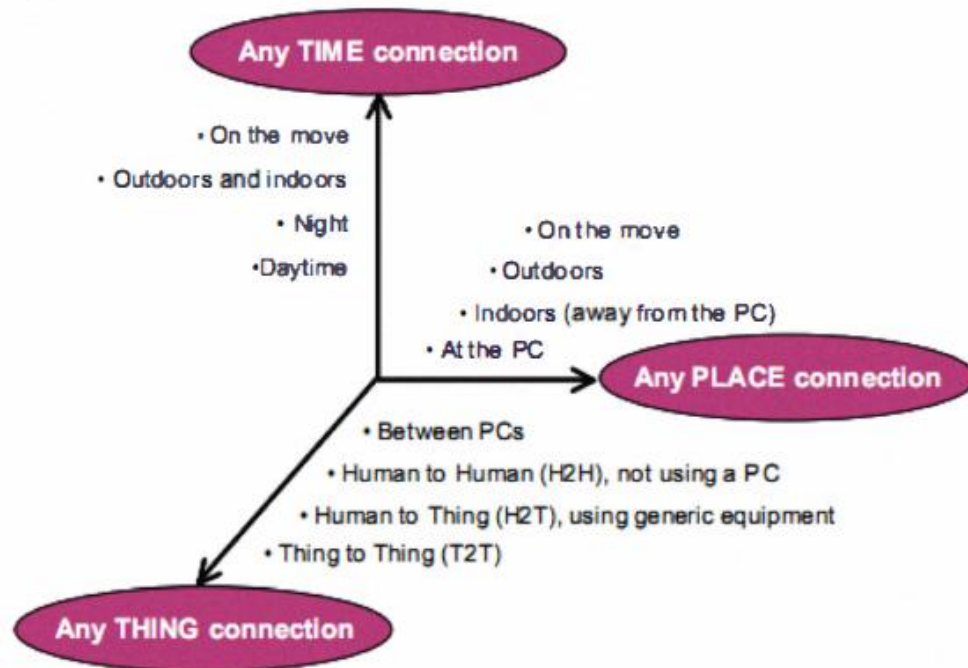 Any TIME connection
• On the move
• Outdoors and indoors
• Night
•Daytime
• On the move
• Outdoors
• Indoors (away from the PC)
• At the PC
Any PLACE connection
• Between PCs
• Human to Human (H2H), not using a PC
• Human to Thing (H2T), using generic equipment
• Thing to Thing (T2T)
Any THING connection